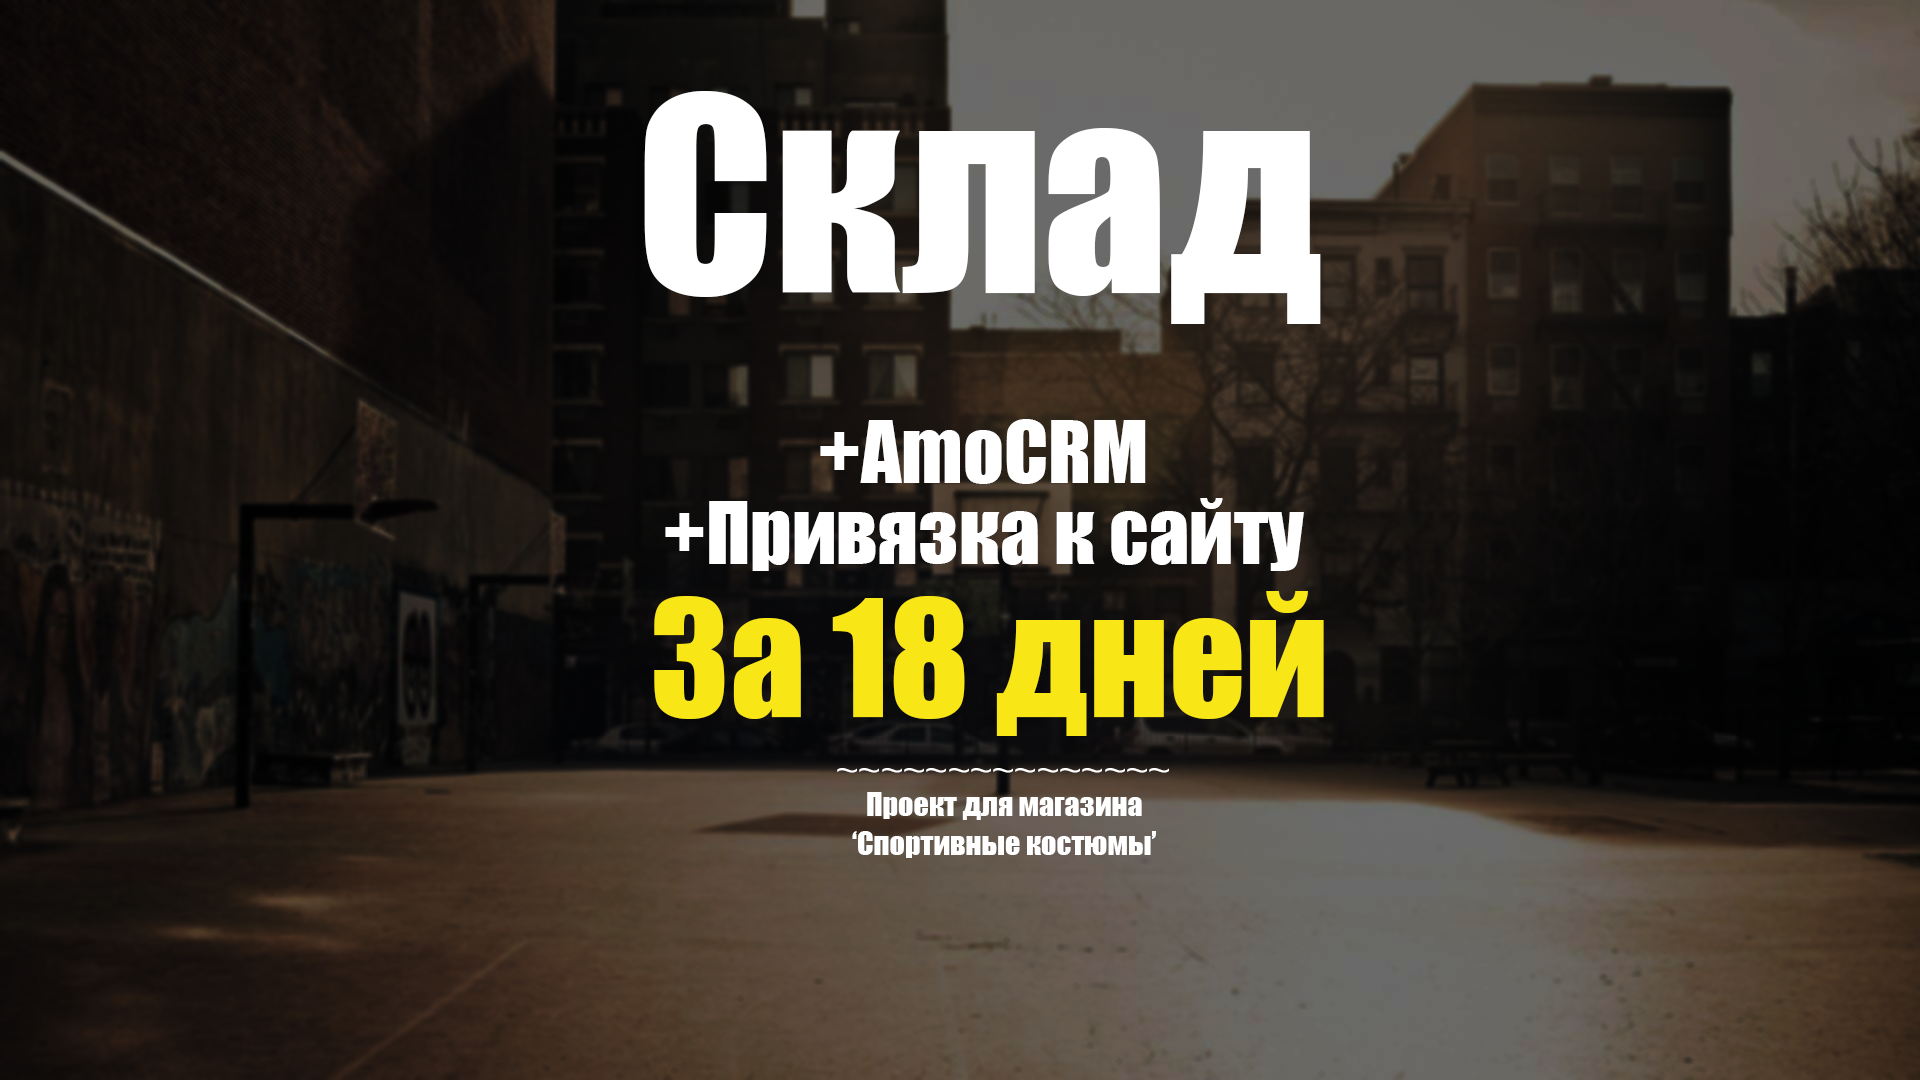 Склад
+AmoCRM
+Привязка к сайту
За 18 дней
~~~~~~~~~~~~~~~
Проект для магазина
‘Спортивные костюмы’